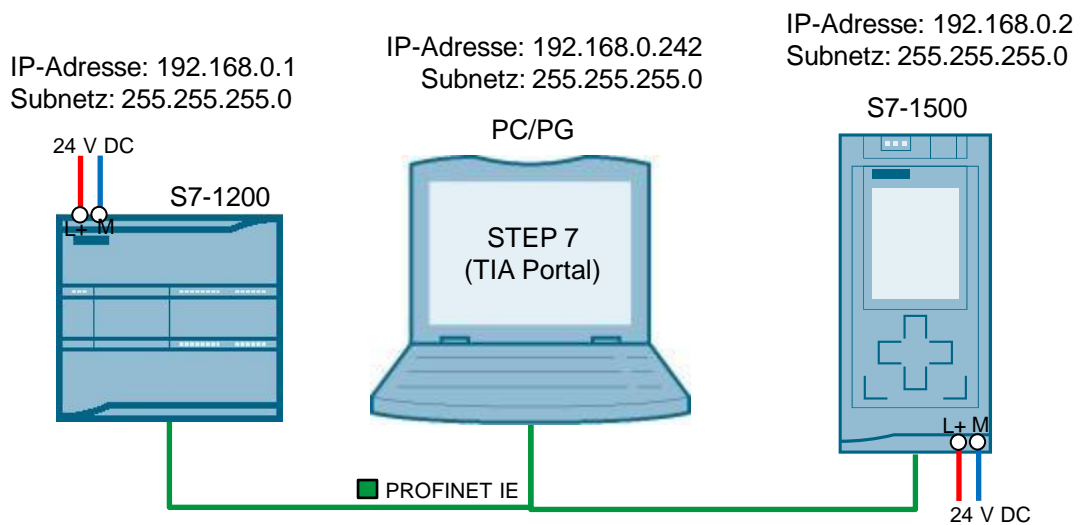 IP-Adresse: 192.168.0.1
Subnetz: 255.255.255.0
24 V DC
S7-1200
L+ M
IP-Adresse: 192.168.0.242
Subnetz: 255.255.255.0
PC/PG
STEP 7
(TIA Portal)
IP-Adresse: 192.168.0.2
Subnetz: 255.255.255.0
S7-1500
L+ M
24 V DC
PROFINET IE